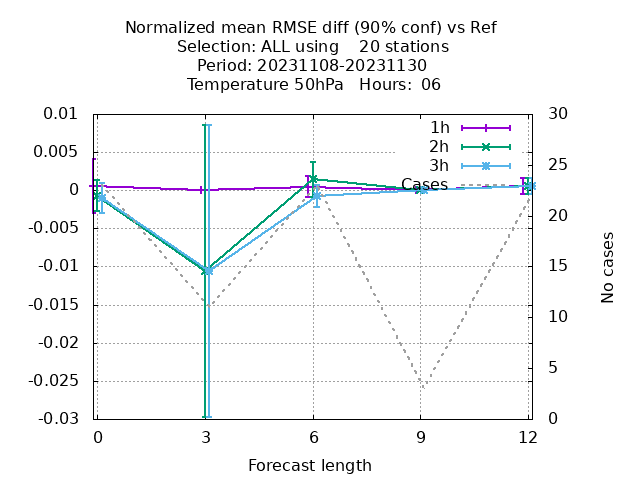 Normalized mean RMSE diff (90% conf) vs Ref
Selection: ALL using    20 stations
Period: 20231108-20231130
Temperature 50hPa   Hours:  06
0.01
0.005
0
-0.005
-0.01
-0.015
-0.02
-0.025
-0.03
30
25
20
15
10
5
0
1h
2h
3h
Cases
No cases
0
3
6
9
12
Forecast length